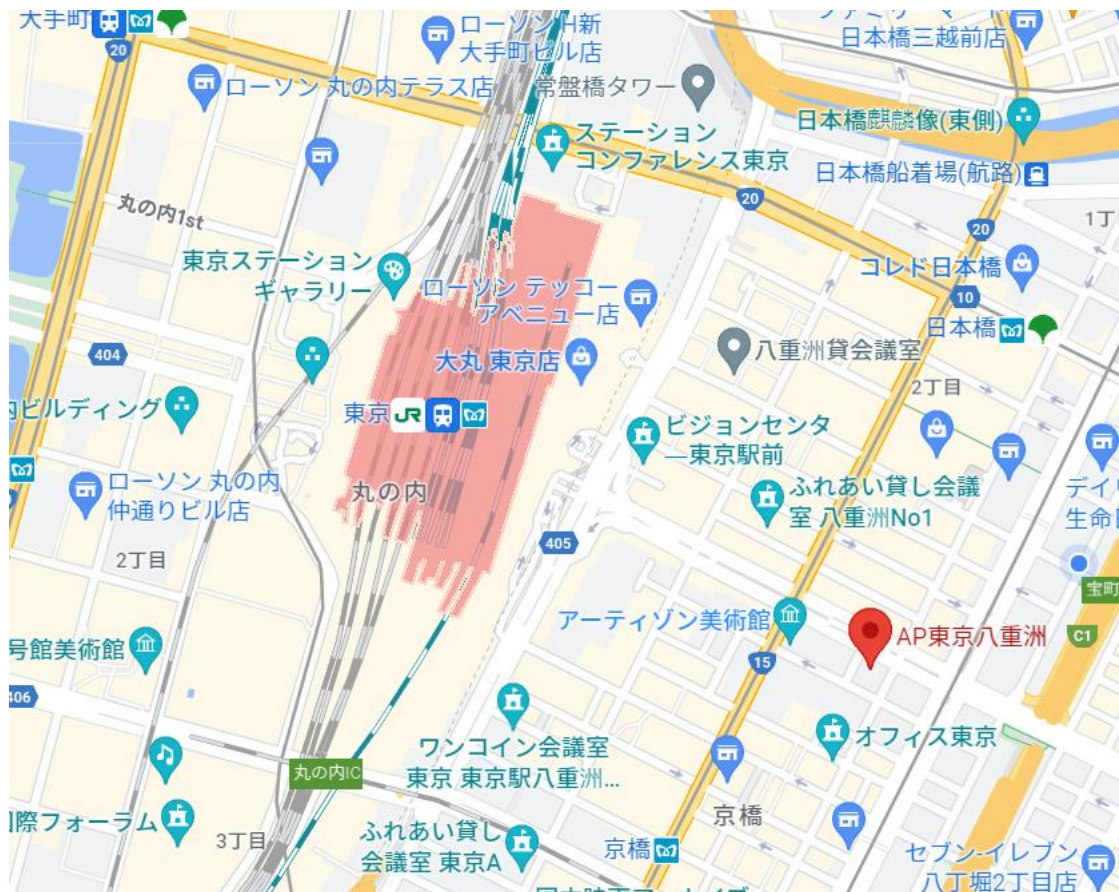 大手町
20
ローソン H新
大手町ビル店
日本橋三越前店
ローソン 丸の内テラス店
常盤橋タワー
ステーション
コンファレンス東京
日本橋麒麟像(東側)
日本橋船着場(航路)
丸の内1st
20
20
1丁
東京ステーション
ギャラリー
ローソン テッコー
アベニュー店
コレド日本橋
10
日本橋
404
大丸 東京店
八重洲貸会議室
2丁目
内ビルディング
東京 JR
ビジョンセンタ
―東京駅前
ローソン 丸の内
仲通りビル店
丸の内
ふれあい貸し会議
室 八重洲No1
デイリ
生命日
2丁目
405
宝町
アーティゾン美術館
AP東京八重洲
C1
号館美術館
15
406
ワンコイン会議室
東京 東京駅八重洲...
オフィス東京
丸の内IC
京橋
際フォーラム
3丁目
ふれあい貸し
会議室 東京A
京橋
セブン-イレブン
八丁堀2丁目店